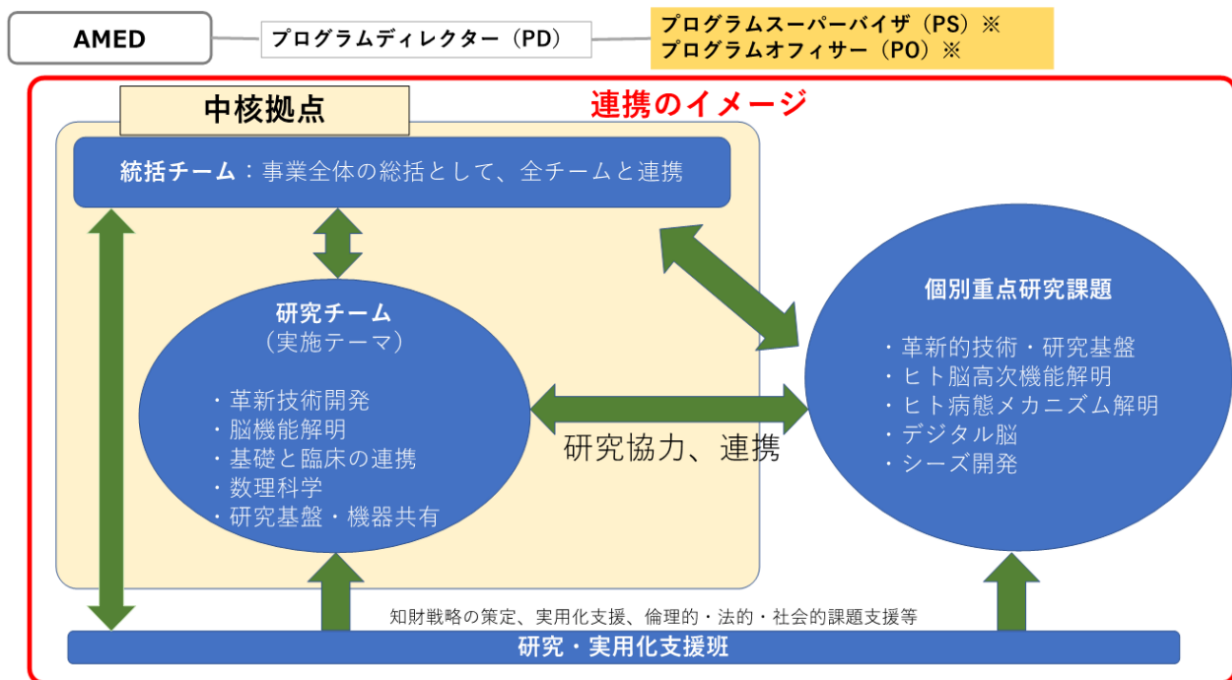 AMED
プログラムディレクター（PD）
プログラムスーパーバイザ（PS）※
プログラムオフィサー（PO）※
連携のイメージ
中核拠点
統括チーム：事業全体の総括として、全チームと連携
研究チーム
（実施テーマ）
・革新技術開発
・脳機能解明
・基礎と臨床の連携
・数理科学
・研究基盤・機器共有
研究協力、連携
個別重点研究課題
・革新的技術・研究基盤
・ヒト脳高次機能解明
・ヒト病態メカニズム解明
・デジタル脳
・シーズ開発
知財戦略の策定、実用化支援、倫理的・法的・社会的課題支援等
研究・実用化支援班